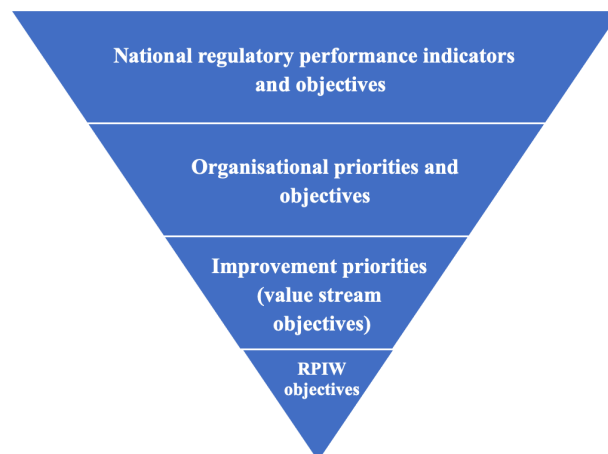 National regulatory performance indicators
and objectives
Organisational priorities and
objectives
Improvement priorities
(value stream
objectives)
RPIW
objectives